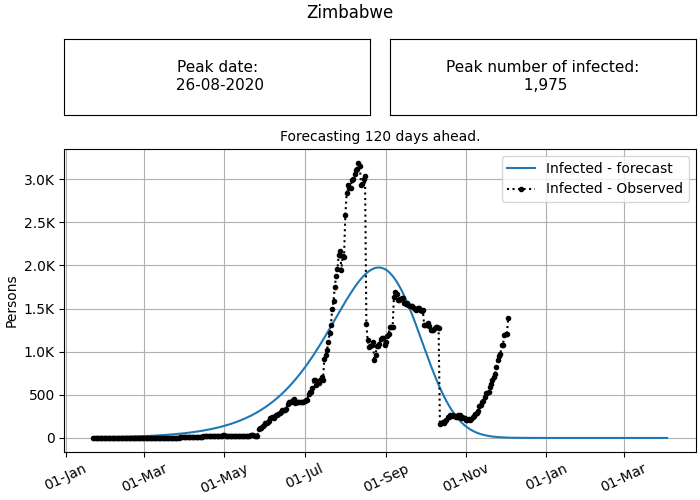 Zimbabwe
Peak date:
26-08-2020
Peak number of infected:
1,975
Forecasting 120 days ahead.
Infected - forecast
Infected - Observed
Persons
3.0K
2.5K
2.0K
1.5K
1.0K
500
0
01-Jan
01-Mar
01-May
01-Jul
01-Sep
01-Nov
01-Jan
01-Mar